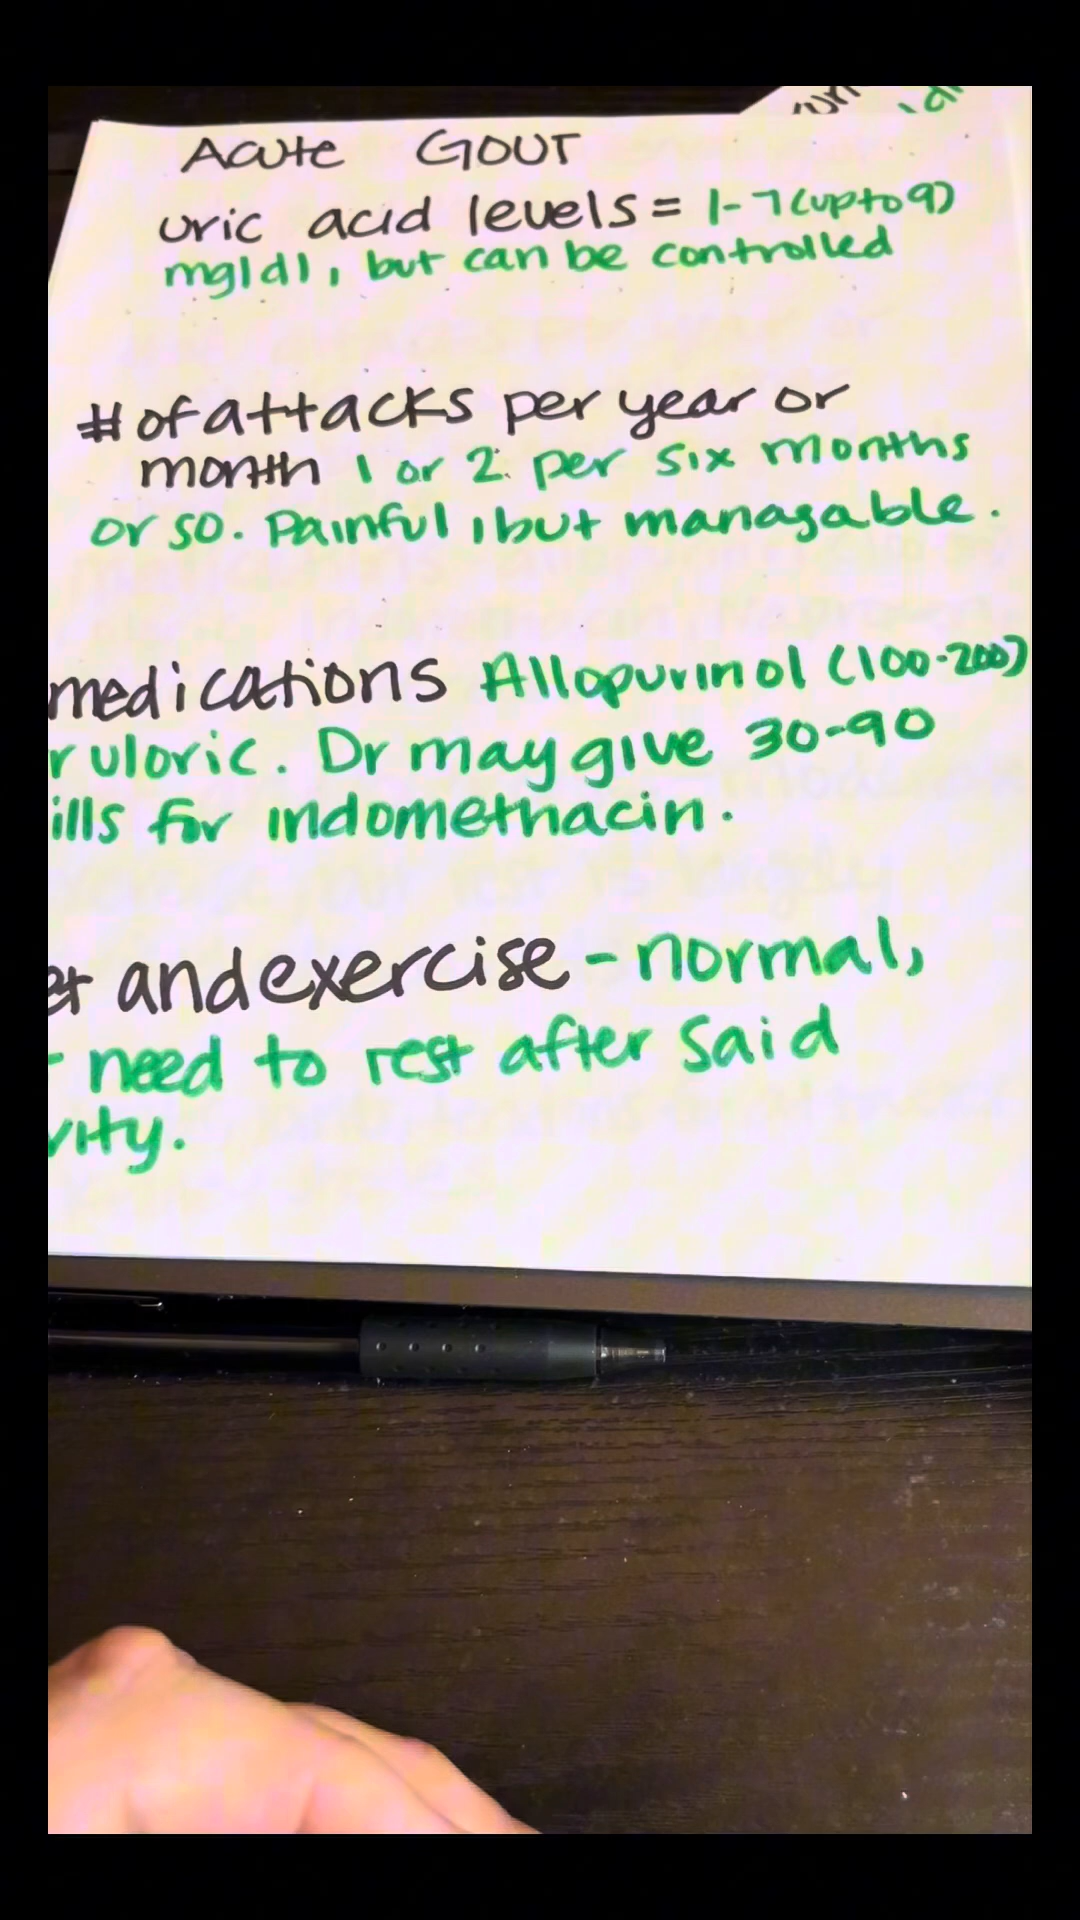 Acute GOUT
uric acid levels = 1-7 (up to 9)
mg/dl, but can be controlled
# of attacks per year or
month 1 or 2 per six months
or so. Painful, but managable.
medications Allopurinol (100-200)
r uloric. Dr may give 30-90
ills for indomethacin.
et and exercise - normal,
need to rest after said
vity.